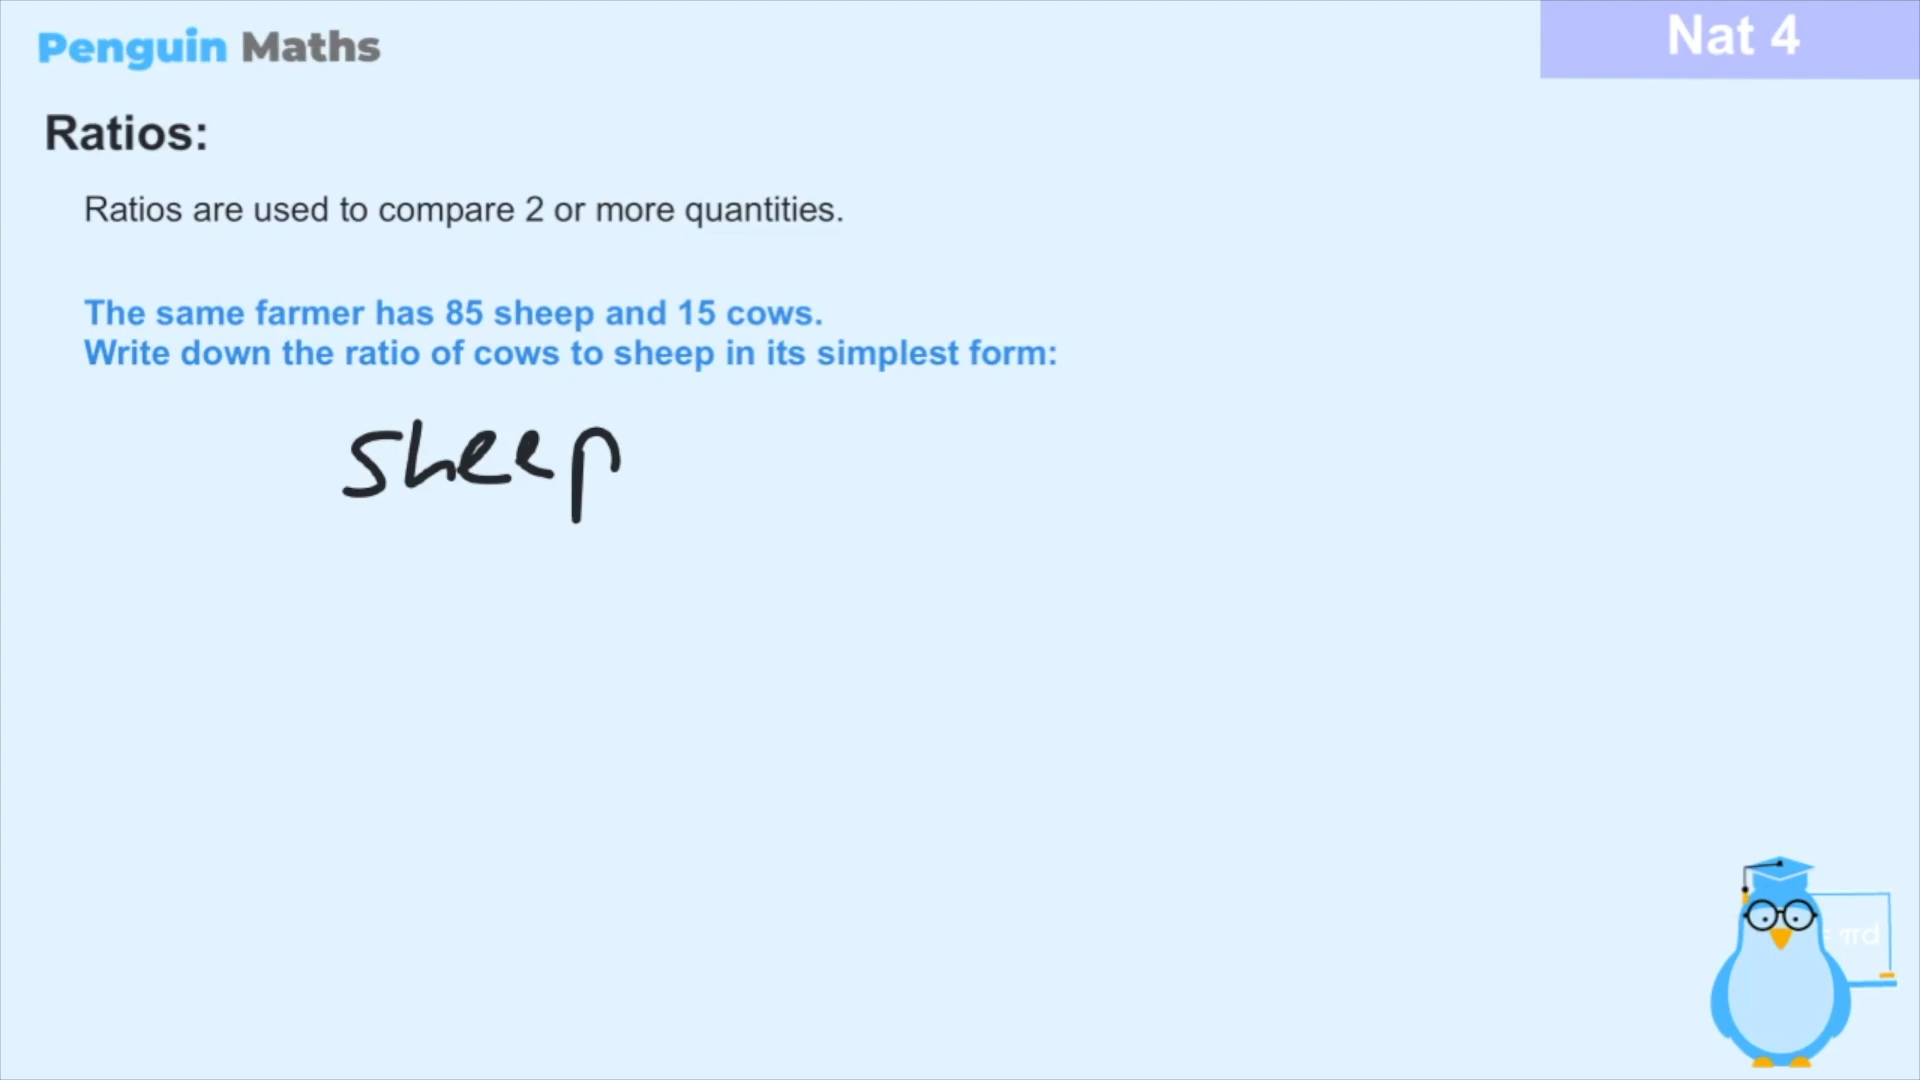 Penguin Maths
Nat 4
Ratios:
Ratios are used to compare 2 or more quantities.
The same farmer has 85 sheep and 15 cows.
Write down the ratio of cows to sheep in its simplest form:
sheep
= πd